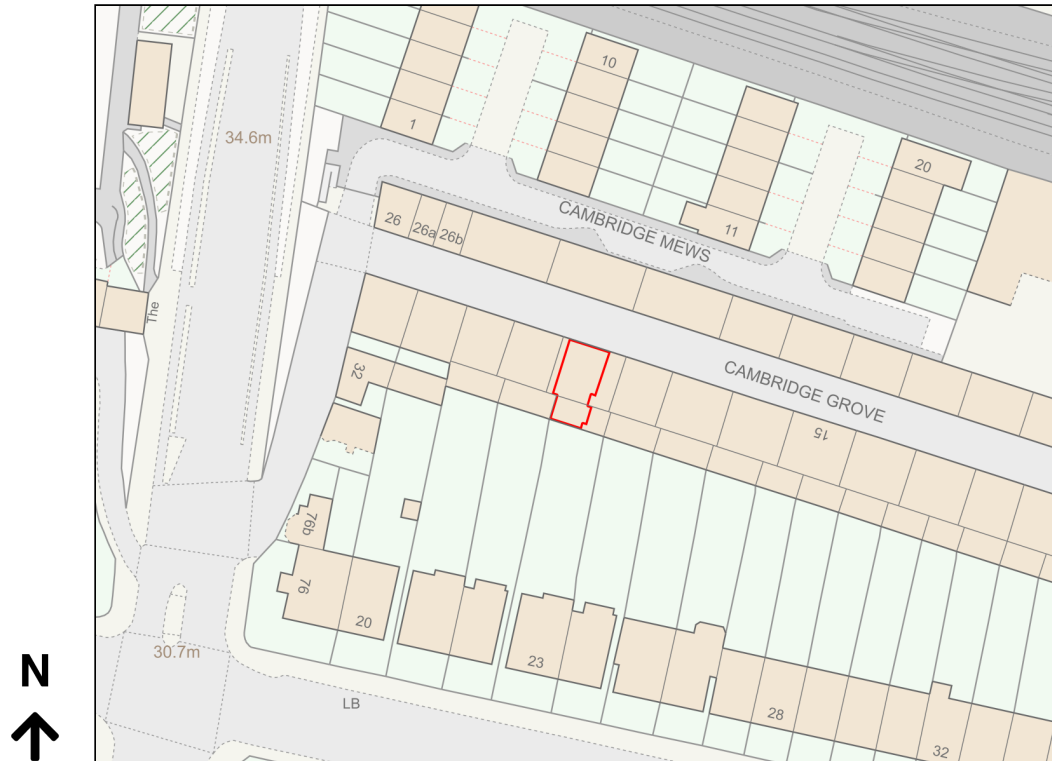 10
1
34.6m
20
CAMBRIDGE MEWS
11
26
26a
26b
The
32
CAMBRIDGE GROVE
15
76b
76
20
23
30.7m
N
LB
28
32